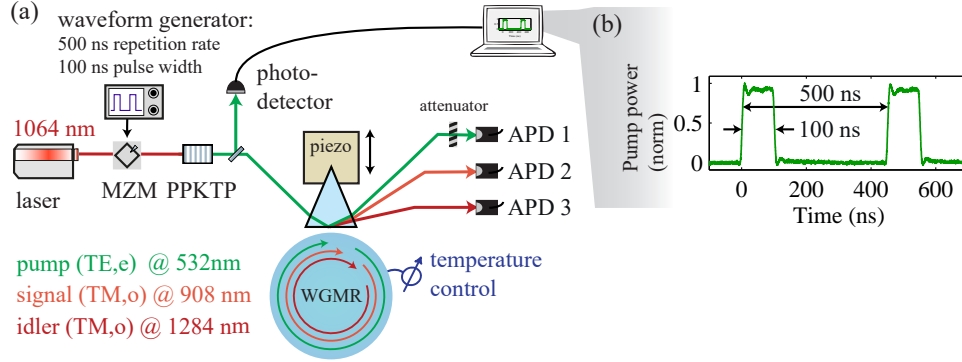 (a)
waveform generator:
500 ns repetition rate
100 ns pulse width
photo-
detector
1064 nm
laser
MZM
PPKTP
piezo
attenuator
APD 1
APD 2
APD 3
WGMR
temperature
control
pump (TE,e) @ 532nm
signal (TM,o) @ 908 nm
idler (TM,o) @ 1284 nm
(b)
Pump power
(norm)
1
0.5
0
500 ns
100 ns
0
200
400
600
Time (ns)